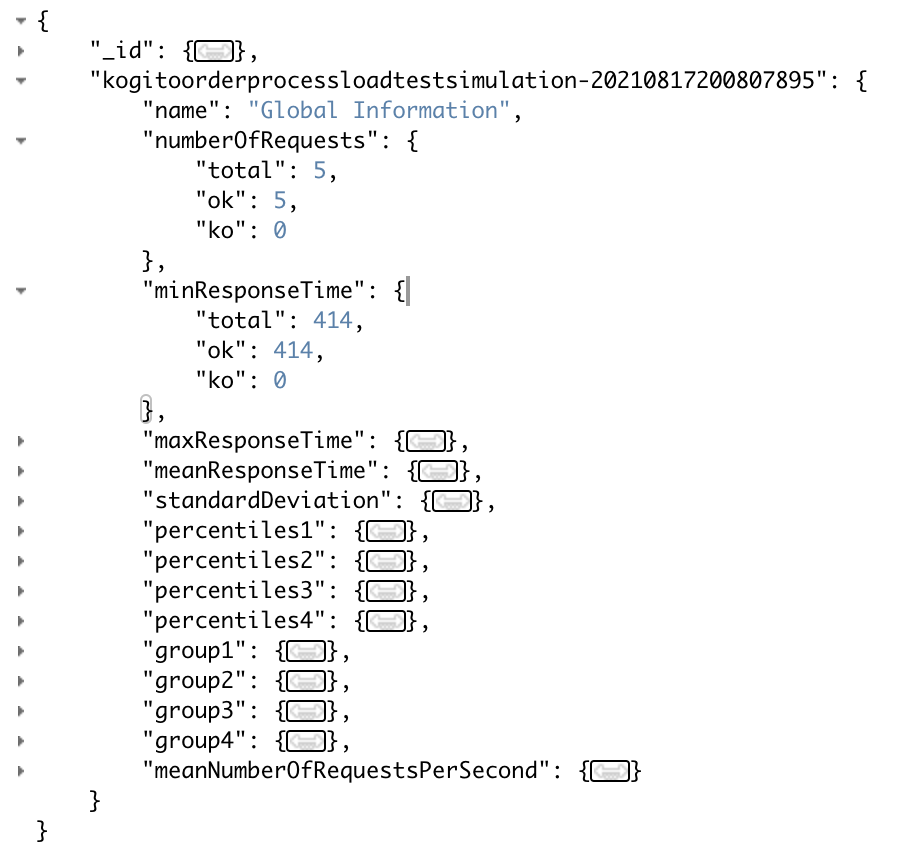 {
"_id": {},
"kogitoorderprocessloadtestsimulation-20210817200807895": {
"name": "Global Information",
"numberOfRequests": {
"total": 5,
"ok": 5,
"ko": 0
},
"minResponseTime": {
"total": 414,
"ok": 414,
"ko": 0
},
"maxResponseTime": {},
"meanResponseTime": {},
"standardDeviation": {},
"percentiles1": {},
"percentiles2": {},
"percentiles3": {},
"percentiles4": {},
"group1": {},
"group2": {},
"group3": {},
"group4": {},
"meanNumberOfRequestsPerSecond": {}
}
}